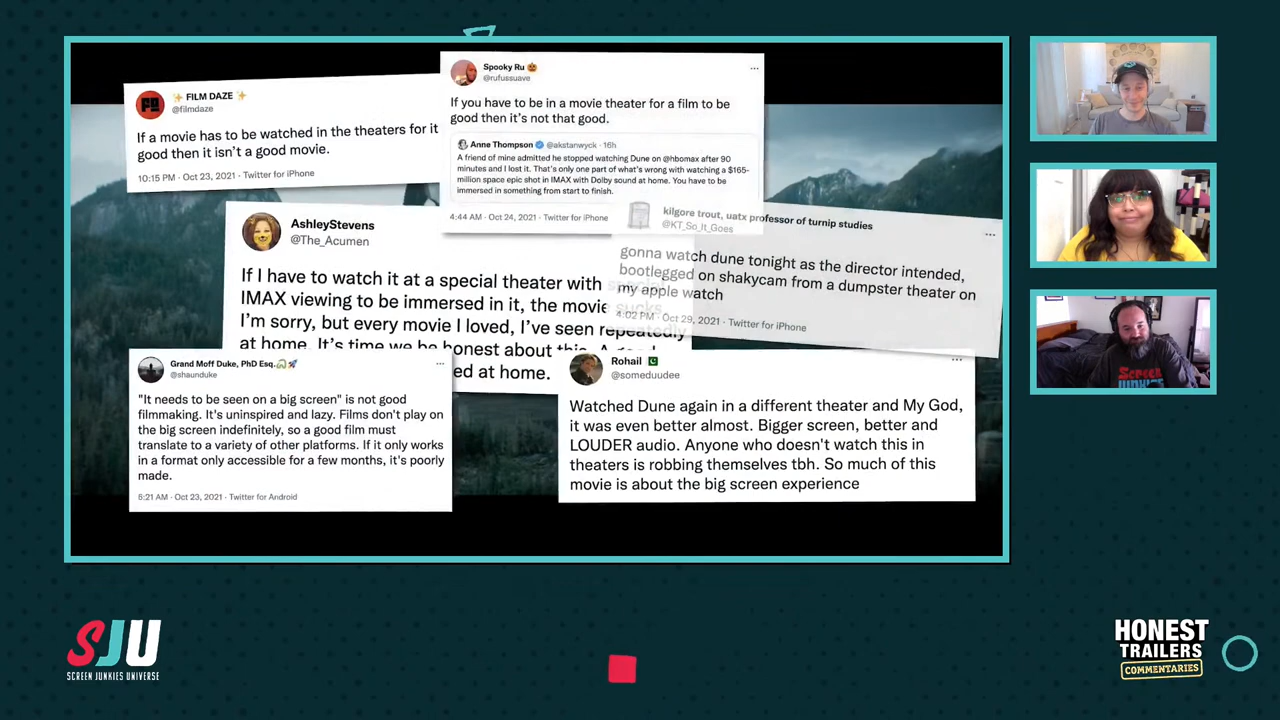 ✨ FILM DAZE ✨
@filmdaze
If a movie has to be watched in the theaters for it
good then it isn't a good movie.
10:15 PM · Oct 23, 2021 · Twitter for iPhone
Spooky Ru 🎃
@rufussuave
If you have to be in a movie theater for a film to be
good then it's not that good.
Anne Thompson @akstanwyck · 16h
A friend of mine admitted he stopped watching Dune on @hbomax after 90
minutes and I lost it. That's only one part of what's wrong with watching a $165-
million space epic shot in IMAX with Dolby sound at home. You have to be
immersed in something from start to finish.
4:44 AM · Oct 24, 2021 · Twitter for iPhone
kilgore trout, uatx professor of turnip studies
@KT_So_It_Goes
gonna watch dune tonight as the director intended,
bootlegged on shakycam from a dumpster theater on
my apple watch
4:02 PM · Oct 29, 2021 · Twitter for iPhone
AshleyStevens
@The_Acumen
If I have to watch it at a special theater with special
IMAX viewing to be immersed in it, the movie sucks.
I'm sorry, but every movie I loved, I've seen repeatedly
at home. It's time we be honest about this. A good
ed at home.
Grand Moff Duke, PhD Esq.
@shaunduke
"It needs to be seen on a big screen" is not good
filmmaking. It's uninspired and lazy. Films don't play on
the big screen indefinitely, so a good film must
translate to a variety of other platforms. If it only works
in a format only accessible for a few months, it's poorly
made.
5:21 AM · Oct 23, 2021 · Twitter for Android
Rohail 🇵🇰
@someduudee
Watched Dune again in a different theater and My God,
it was even better almost. Bigger screen, better and
LOUDER audio. Anyone who doesn't watch this in
theaters is robbing themselves tbh. So much of this
movie is about the big screen experience
SCREEN
JUNKIES
SJU
SCREEN JUNKIES UNIVERSE
HONEST
TRAILERS
COMMENTARIES